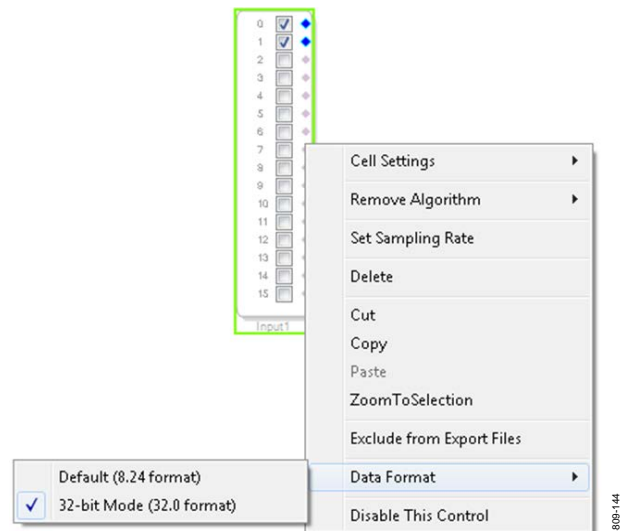 0
1
2
3
4
5
6
7
8
9
10
11
12
13
14
15
Input1
Cell Settings
Remove Algorithm
Set Sampling Rate
Delete
Cut
Copy
Paste
ZoomToSelection
Exclude from Export Files
Data Format
Disable This Control
Default (8.24 format)
32-bit Mode (32.0 format)
809-144